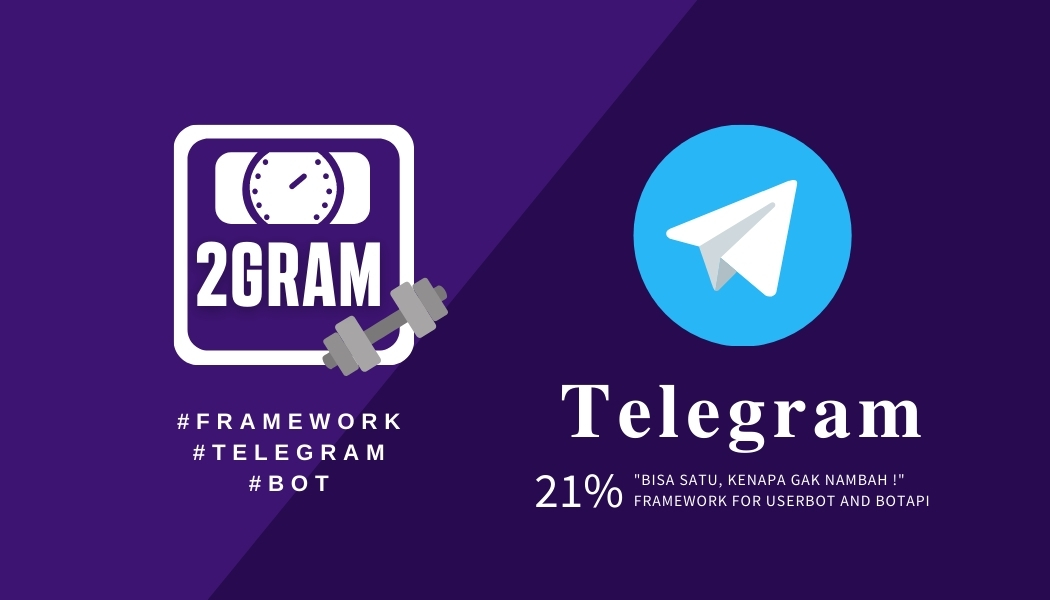 2GRAM
#FRAMEWORK
#TELEGRAM
#BOT
Telegram
21%
"BISA SATU, KENAPA GAK NAMBAH !"
FRAMEWORK FOR USERBOT AND BOTAPI